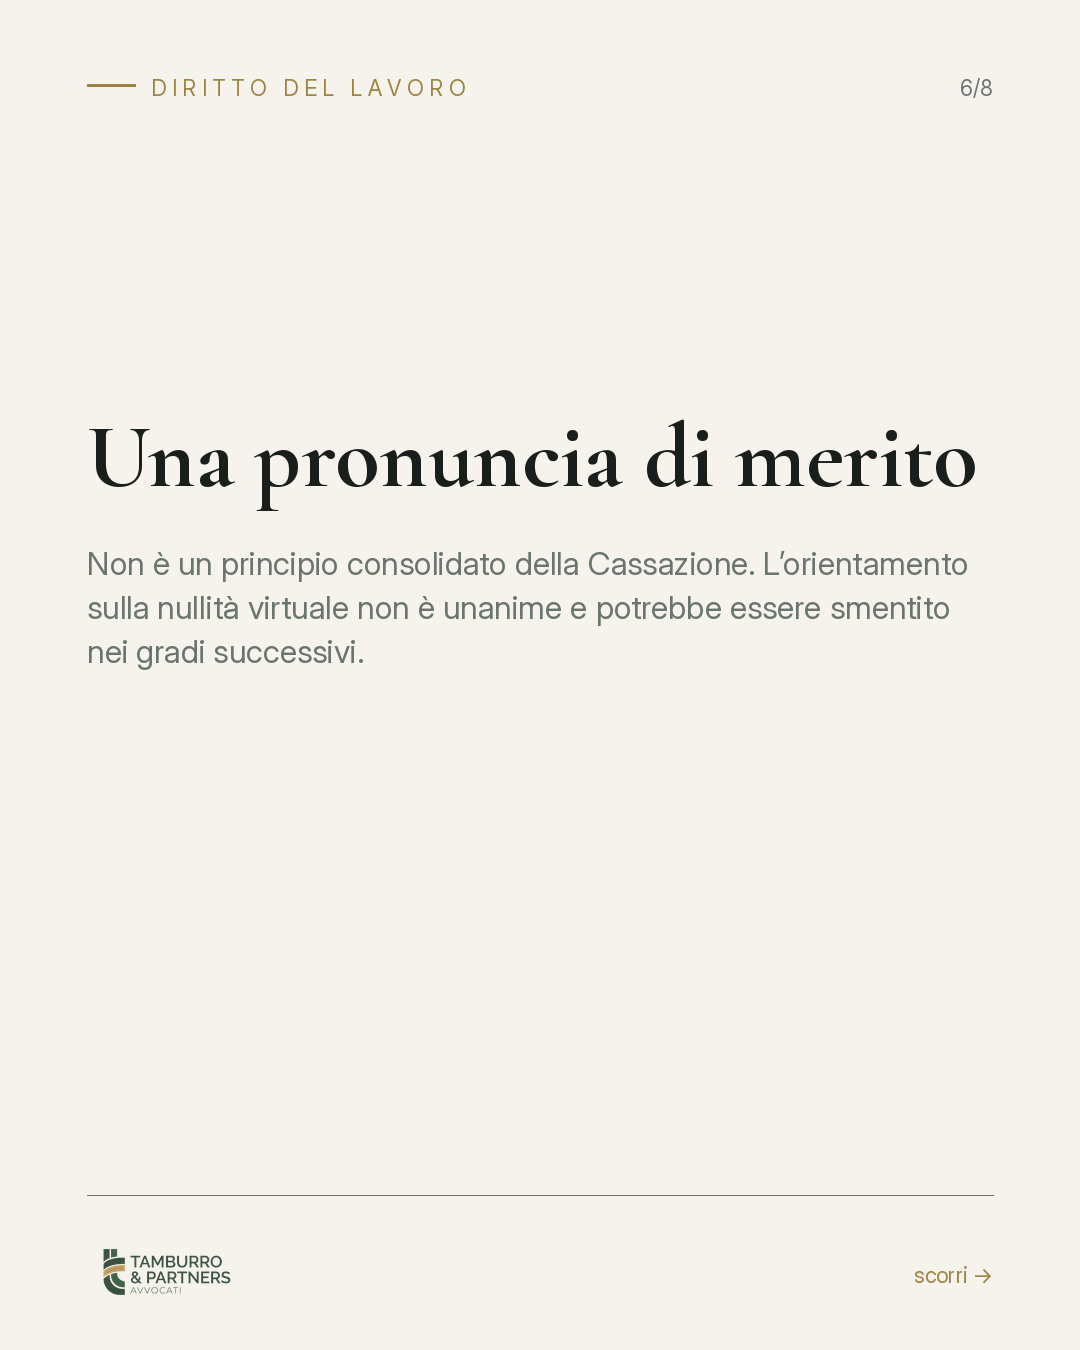 DIRITTO DEL LAVORO
6/8
Una pronuncia di merito
Non è un principio consolidato della Cassazione. L’orientamento
sulla nullità virtuale non è unanime e potrebbe essere smentito
nei gradi successivi.
TAMBURRO
& PARTNERS
AVVOCATI
scorri →